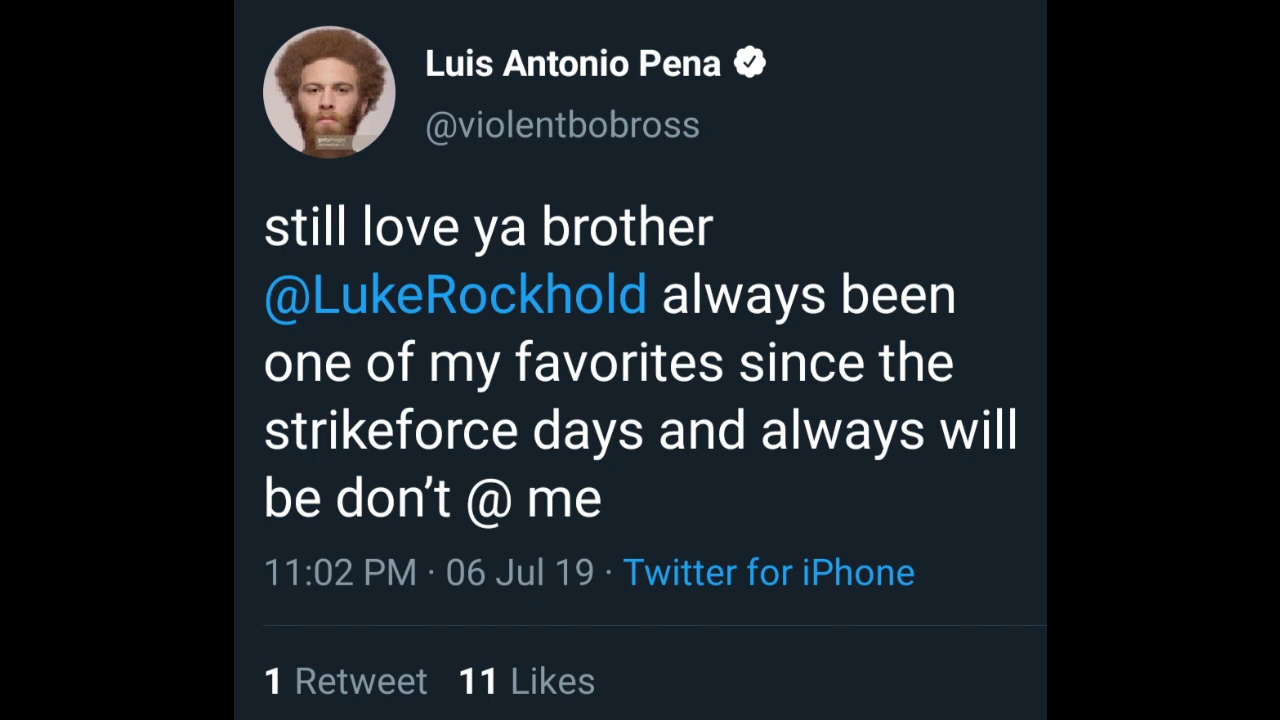 Luis Antonio Pena
@violentbobross
still love ya brother
@LukeRockhold always been
one of my favorites since the
strikeforce days and always will
be don’t @ me
11:02 PM · 06 Jul 19 · Twitter for iPhone
1 Retweet 11 Likes